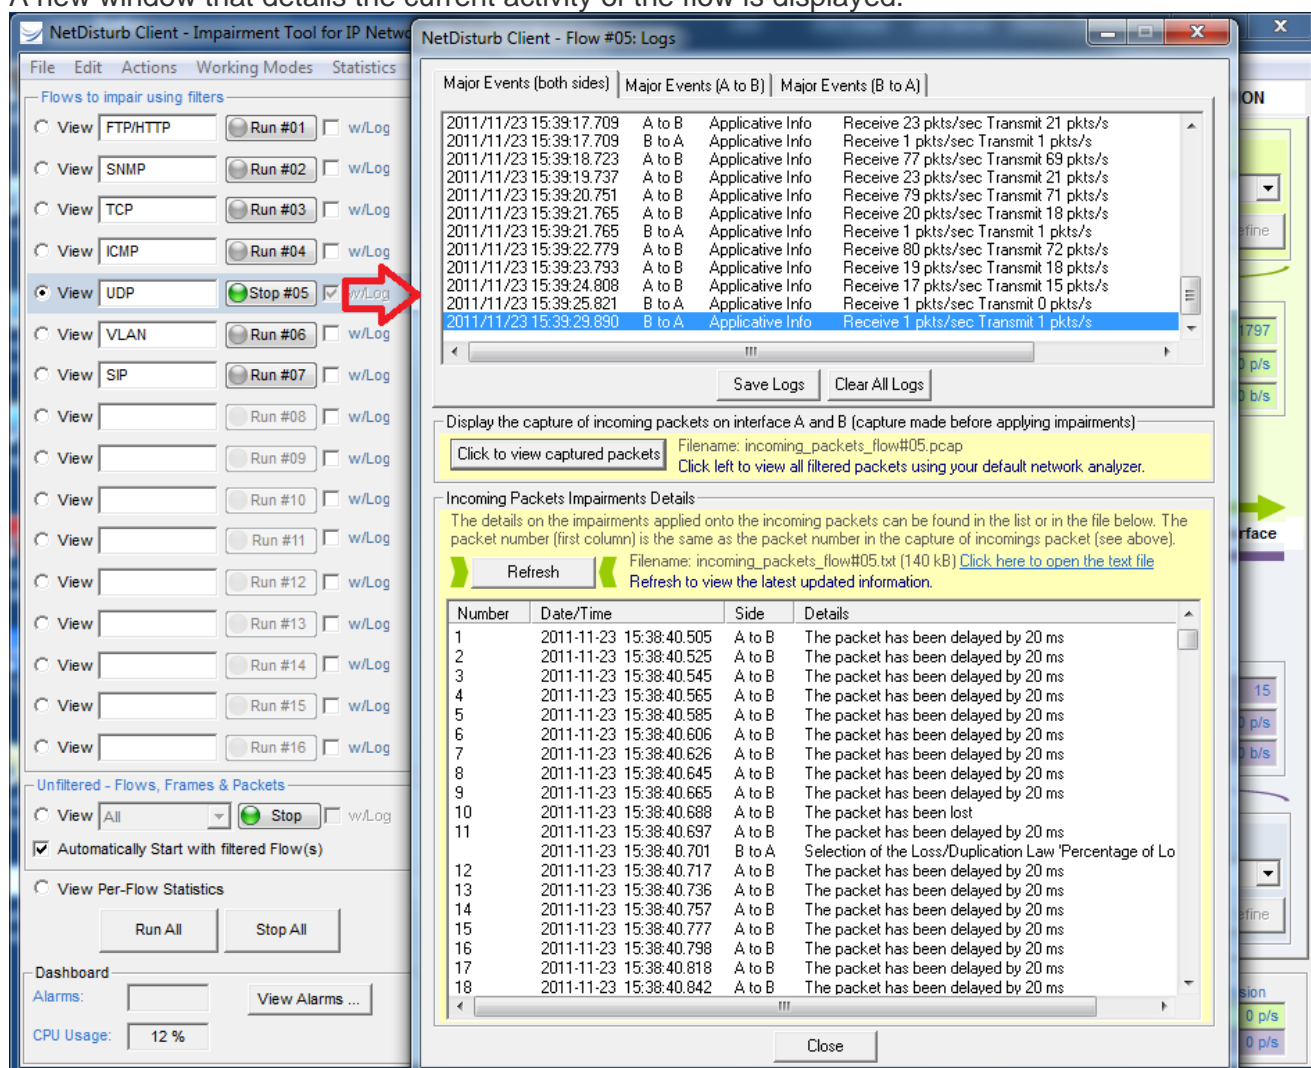 A new window that details the current activity of the flow is displayed.
NetDisturb Client - Impairment Tool for IP Netwo
File Edit Actions Working Modes Statistics
Flows to impair using filters
View FTP/HTTP Run #01 w/Log
View SNMP Run #02 w/Log
View TCP Run #03 w/Log
View ICMP Run #04 w/Log
View UDP Stop #05 w/Log
View VLAN Run #06 w/Log
View SIP Run #07 w/Log
View Run #08 w/Log
View Run #09 w/Log
View Run #10 w/Log
View Run #11 w/Log
View Run #12 w/Log
View Run #13 w/Log
View Run #14 w/Log
View Run #15 w/Log
View Run #16 w/Log
Unfiltered - Flows, Frames & Packets
View All Stop w/Log
Automatically Start with filtered Flow(s)
View Per-Flow Statistics
Run All Stop All
Dashboard
Alarms: View Alarms ...
CPU Usage: 12 %
NetDisturb Client - Flow #05: Logs
Major Events (both sides) Major Events (A to B) Major Events (B to A)
2011/11/23 15:39:17.709 A to B Applicative Info Receive 23 pkts/sec Transmit 21 pkts/s
2011/11/23 15:39:17.709 B to A Applicative Info Receive 1 pkts/sec Transmit 1 pkts/s
2011/11/23 15:39:18.723 A to B Applicative Info Receive 77 pkts/sec Transmit 69 pkts/s
2011/11/23 15:39:19.737 A to B Applicative Info Receive 23 pkts/sec Transmit 21 pkts/s
2011/11/23 15:39:20.751 A to B Applicative Info Receive 79 pkts/sec Transmit 71 pkts/s
2011/11/23 15:39:21.765 A to B Applicative Info Receive 20 pkts/sec Transmit 18 pkts/s
2011/11/23 15:39:21.765 B to A Applicative Info Receive 1 pkts/sec Transmit 1 pkts/s
2011/11/23 15:39:22.779 A to B Applicative Info Receive 80 pkts/sec Transmit 72 pkts/s
2011/11/23 15:39:23.793 A to B Applicative Info Receive 19 pkts/sec Transmit 18 pkts/s
2011/11/23 15:39:24.808 A to B Applicative Info Receive 17 pkts/sec Transmit 15 pkts/s
2011/11/23 15:39:25.821 B to A Applicative Info Receive 1 pkts/sec Transmit 0 pkts/s
2011/11/23 15:39:29.890 B to A Applicative Info Receive 1 pkts/sec Transmit 1 pkts/s
Save Logs Clear All Logs
Display the capture of incoming packets on interface A and B (capture made before applying impairments)
Click to view captured packets
Filename: incoming_packets_flow#05.pcap
Click left to view all filtered packets using your default network analyzer.
Incoming Packets Impairments Details
The details on the impairments applied onto the incoming packets can be found in the list or in the file below. The
packet number (first column) is the same as the packet number in the capture of incomings packet (see above).
Refresh
Filename: incoming_packets_flow#05.txt (140 kB) Click here to open the text file
Refresh to view the latest updated information.
Number Date/Time Side Details
1 2011-11-23 15:38:40.505 A to B The packet has been delayed by 20 ms
2 2011-11-23 15:38:40.525 A to B The packet has been delayed by 20 ms
3 2011-11-23 15:38:40.545 A to B The packet has been delayed by 20 ms
4 2011-11-23 15:38:40.565 A to B The packet has been delayed by 20 ms
5 2011-11-23 15:38:40.585 A to B The packet has been delayed by 20 ms
6 2011-11-23 15:38:40.606 A to B The packet has been delayed by 20 ms
7 2011-11-23 15:38:40.626 A to B The packet has been delayed by 20 ms
8 2011-11-23 15:38:40.645 A to B The packet has been delayed by 20 ms
9 2011-11-23 15:38:40.665 A to B The packet has been delayed by 20 ms
10 2011-11-23 15:38:40.688 A to B The packet has been lost
11 2011-11-23 15:38:40.697 A to B The packet has been delayed by 20 ms
2011-11-23 15:38:40.701 B to A Selection of the Loss/Duplication Law 'Percentage of Lo
12 2011-11-23 15:38:40.717 A to B The packet has been delayed by 20 ms
13 2011-11-23 15:38:40.736 A to B The packet has been delayed by 20 ms
14 2011-11-23 15:38:40.757 A to B The packet has been delayed by 20 ms
15 2011-11-23 15:38:40.777 A to B The packet has been delayed by 20 ms
16 2011-11-23 15:38:40.798 A to B The packet has been delayed by 20 ms
17 2011-11-23 15:38:40.818 A to B The packet has been delayed by 20 ms
18 2011-11-23 15:38:40.842 A to B The packet has been delayed by 20 ms
Close
ON
efine
1797
0 p/s
0 b/s
rface
15
0 p/s
0 b/s
efine
sion
0 p/s
0 p/s